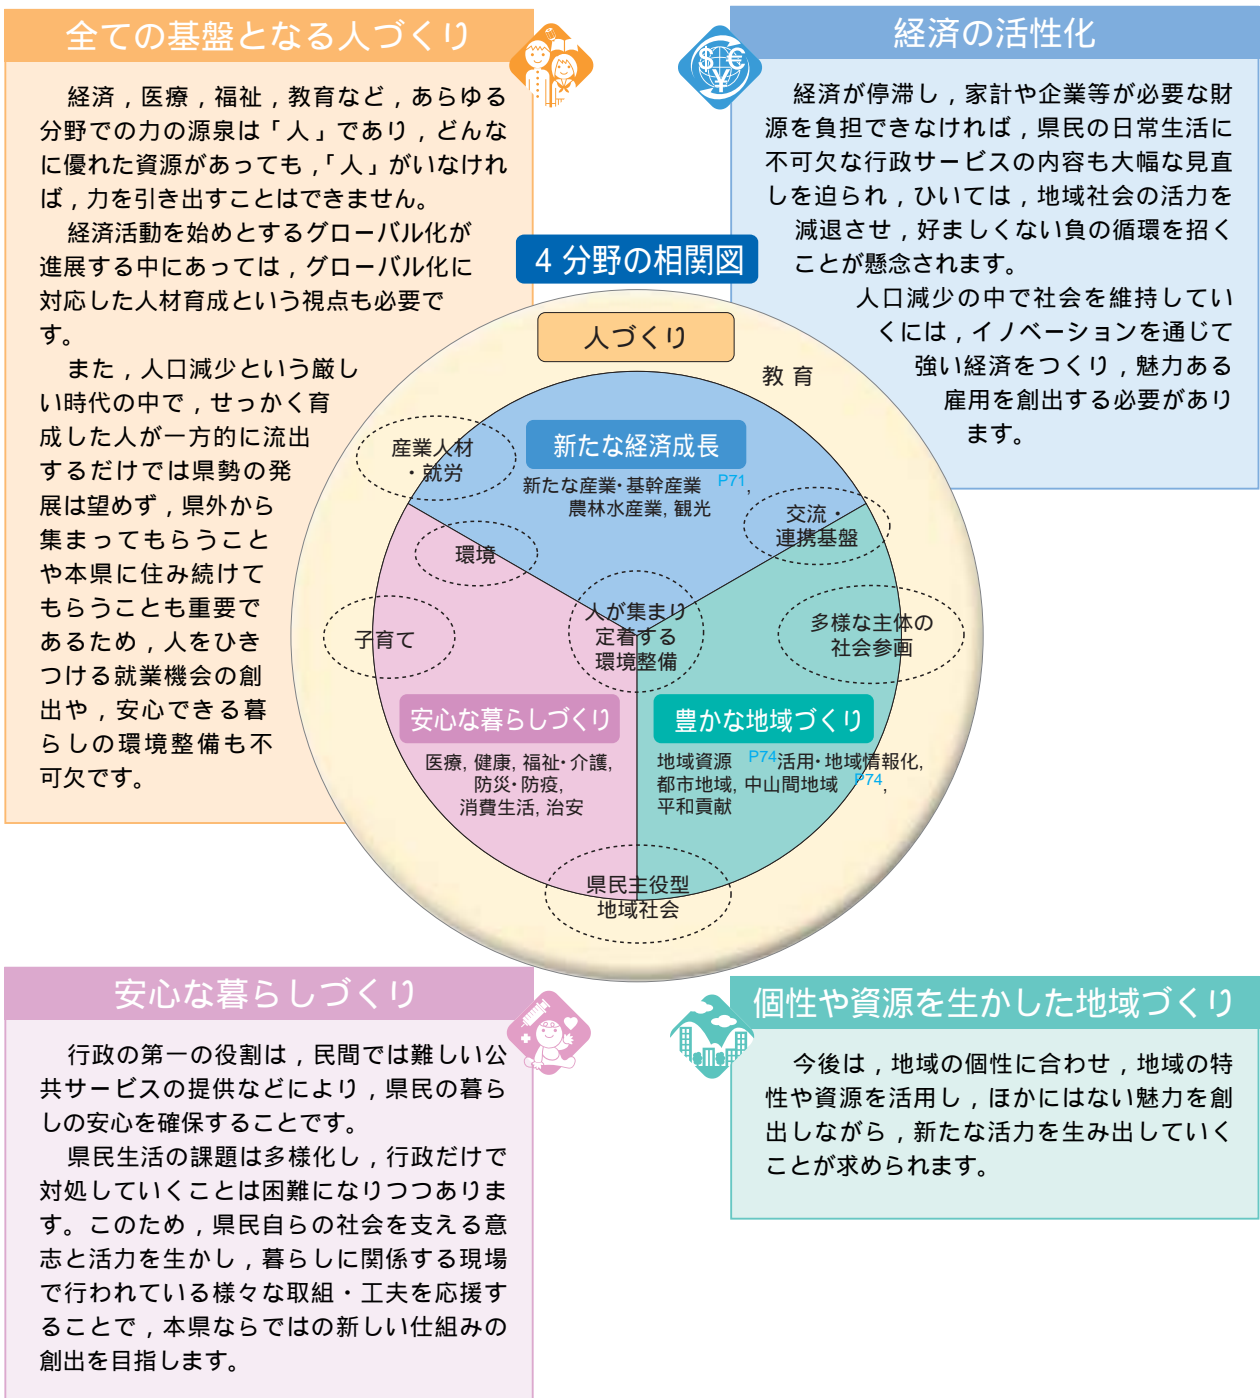 全ての基盤となる人づくり
経済，医療，福祉，教育など，あらゆる
分野での力の源泉は「人」であり，どんな
に優れた資源があっても，「人」がいなけれ
ば，力を引き出すことはできません。
経済活動を始めとするグローバル化が
進展する中にあっては，グローバル化に
対応した人材育成という視点も必要で
す。
また，人口減少という厳し
い時代の中で，せっかく育
成した人が一方的に流出
するだけでは県勢の発
展は望めず，県外から
集まってもらうこと
や本県に住み続けて
もらうことも重要で
あるため，人をひき
つける就業機会の創
出や，安心できる暮
らしの環境整備も不
可欠です。
$ €
¥
経済の活性化
経済が停滞し，家計や企業等が必要な財
源を負担できなければ，県民の日常生活に
不可欠な行政サービスの内容も大幅な見直
しを迫られ，ひいては，地域社会の活力を
減退させ，好ましくない負の循環を招く
ことが懸念されます。
人口減少の中で社会を維持してい
くには，イノベーションを通じて
強い経済をつくり，魅力ある
雇用を創出する必要があり
ます。
4 分野の相関図
人づくり
教 育
産業人材
・就労
新たな経済成長
新たな産業・基幹産業 P71,
農林水産業, 観光
交流・
連携基盤
環境
人が集まり
定着する
環境整備
子育て
多様な主体の
社会参画
安心な暮らしづくり
医療, 健康, 福祉・介護,
防災・防疫,
消費生活, 治安
豊かな地域づくり
地域資源 P74活用・地域情報化,
都市地域, 中山間地域 P74,
平和貢献
県民主役型
地域社会
安心な暮らしづくり
行政の第一の役割は，民間では難しい公
共サービスの提供などにより，県民の暮ら
しの安心を確保することです。
県民生活の課題は多様化し，行政だけで
対処していくことは困難になりつつありま
す。このため，県民自らの社会を支える意
志と活力を生かし，暮らしに関係する現場
で行われている様々な取組・工夫を応援す
ることで，本県ならではの新しい仕組みの
創出を目指します。
個性や資源を生かした地域づくり
今後は，地域の個性に合わせ，地域の特
性や資源を活用し，ほかにはない魅力を創
出しながら，新たな活力を生み出していく
ことが求められます。